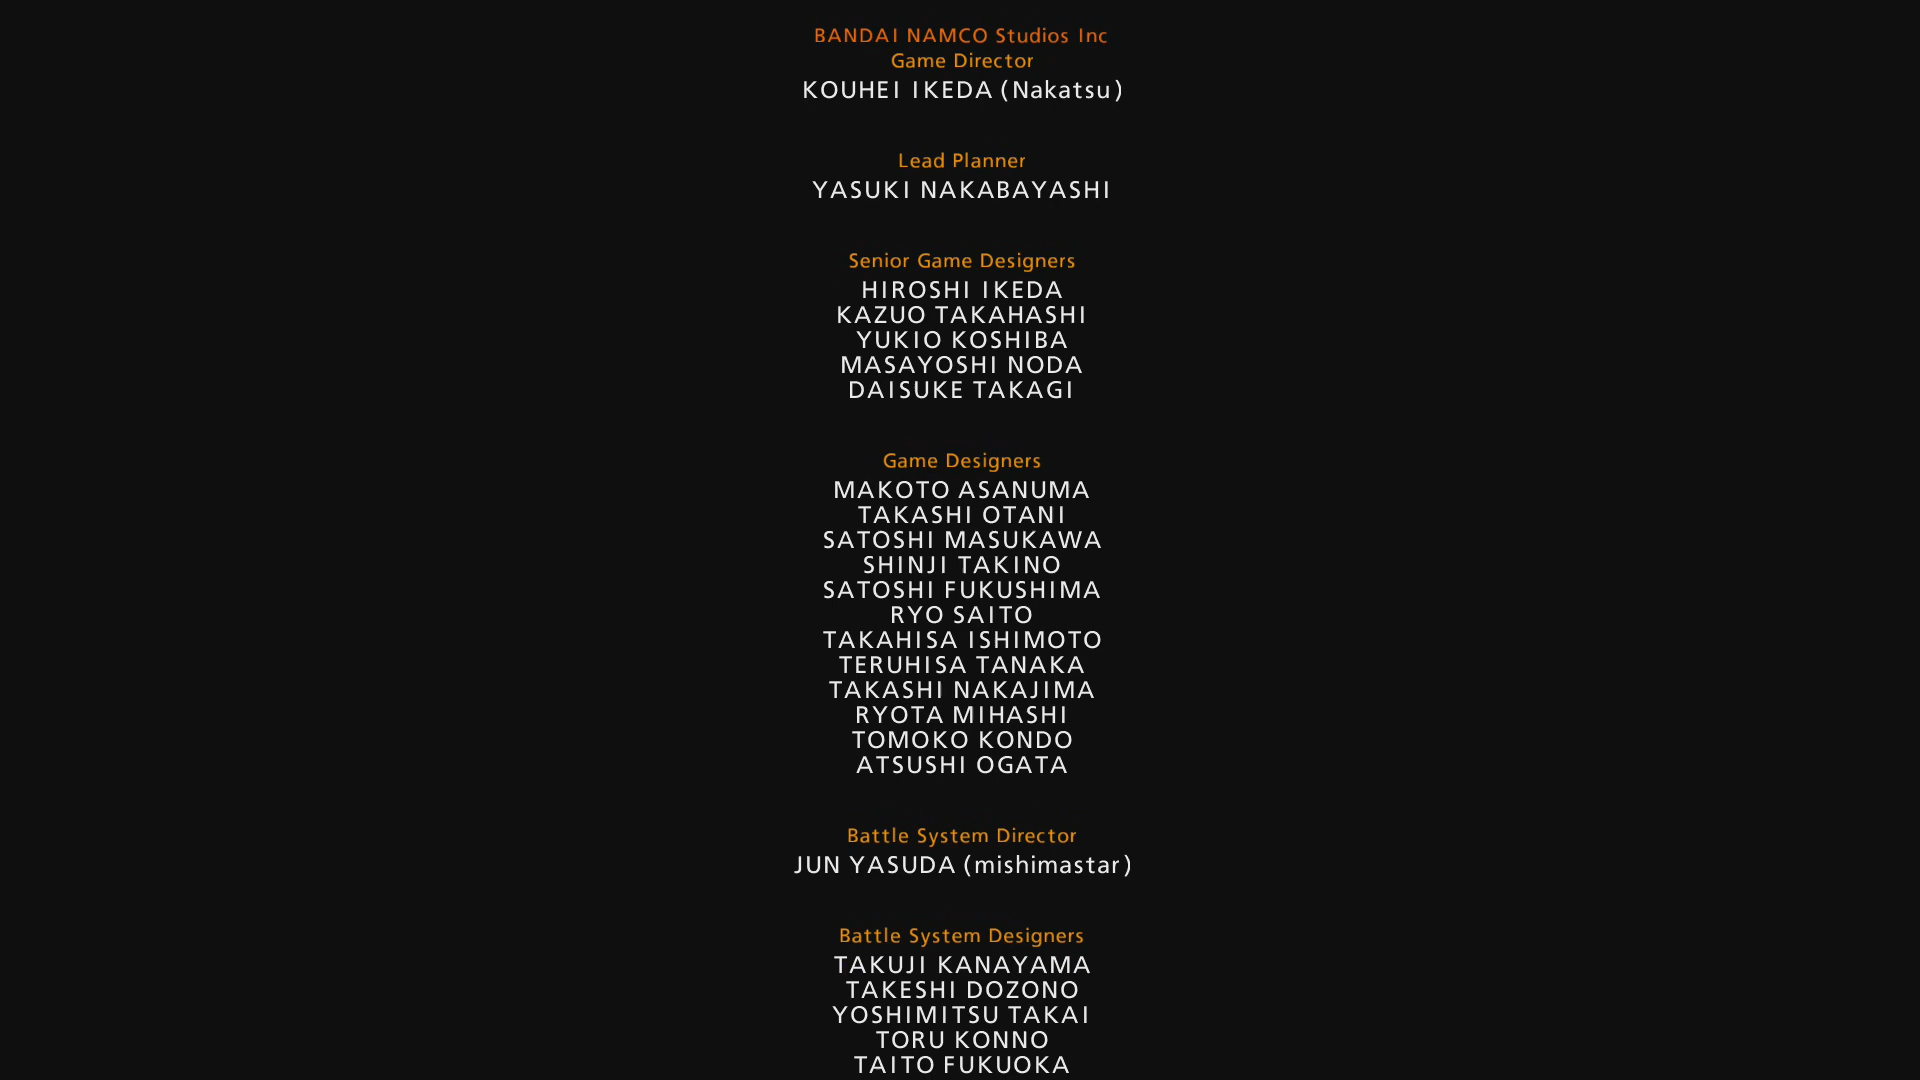 BANDAI NAMCO Studios Inc
Game Director
KOUHEI IKEDA (Nakatsu)
Lead Planner
YASUKI NAKABAYASHI
Senior Game Designers
HIROSHI IKEDA
KAZUO TAKAHASHI
YUKIO KOSHIBA
MASAYOSHI NODA
DAISUKE TAKAGI
Game Designers
MAKOTO ASANUMA
TAKASHI OTANI
SATOSHI MASUKAWA
SHINJI TAKINO
SATOSHI FUKUSHIMA
RYO SAITO
TAKAHISA ISHIMOTO
TERUHISA TANAKA
TAKASHI NAKAJIMA
RYOTA MIHASHI
TOMOKO KONDO
ATSUSHI OGATA
Battle System Director
JUN YASUDA (mishimastar)
Battle System Designers
TAKUJI KANAYAMA
TAKESHI DOZONO
YOSHIMITSU TAKAI
TORU KONNO
TAITO FUKUOKA